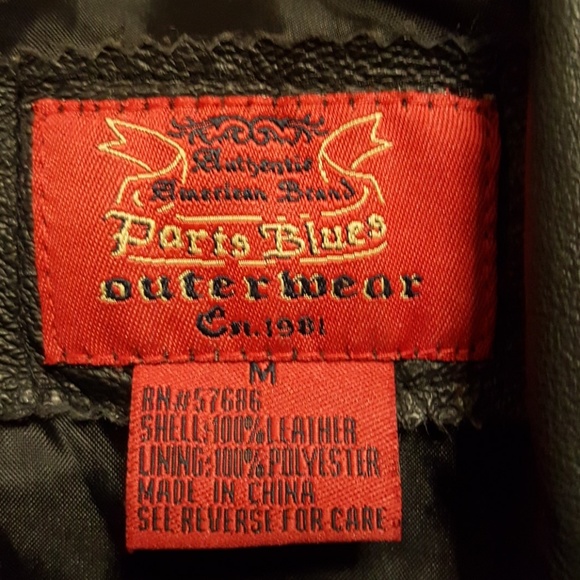 Authentic
American Brand
Paris Blues
outerwear
En.1981
M
RN#57686
SHELL:100%LEATHER
LINING:100%POLYESTER
MADE IN CHINA
SEE REVERSE FOR CARE